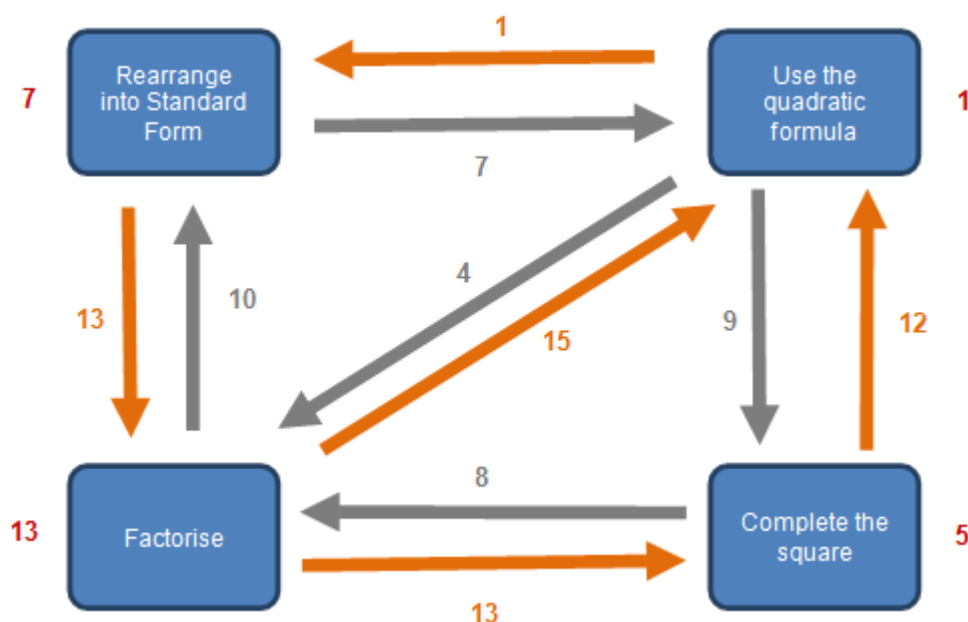 1
Rearrange
into Standard
Form
Use the
quadratic
formula
7
1
7
4
10
13
15
9
12
8
13
Factorise
Complete the
square
5
13